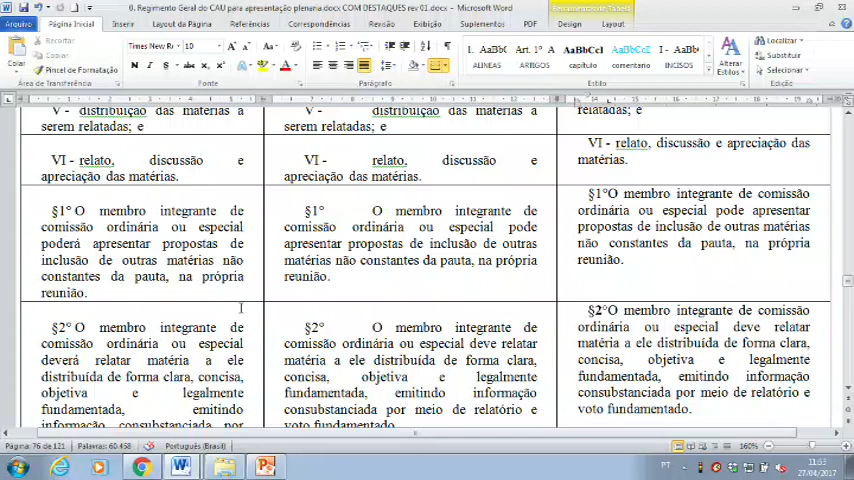 6. Regimento Geral do CAU para apresentação plenaria.docx COM DESTAQUES rev 01.docx - Microsoft Word
Arquivo
Página Inicial
Inserir
Layout da Página
Referências
Correspondências
Revisão
Exibição
Suplementos
PDF
Design
Layout
Colar
Recortar
Copiar
Pincel de Formatação
Área de Transferência
Times New Ro
10
Fonte
Parágrafo
ALINEAS
ARTIGOS
capítulo
comentario
INCISOS
Alterar
Estilos
Estilo
Localizar
Substituir
Selecionar
Edição
V - distribuição das matérias a
serem relatadas; e
V - distribuição das matérias a
serem relatadas; e
relatadas; e
VI - relato, discussão e
apreciação das matérias.
VI - relato, discussão e
apreciação das matérias.
VI - relato, discussão e apreciação das
matérias.
§1° O membro integrante de
comissão ordinária ou especial
poderá apresentar propostas de
inclusão de outras matérias não
constantes da pauta, na própria
reunião.
§1° O membro integrante de
comissão ordinária ou especial pode
apresentar propostas de inclusão de outras
matérias não constantes da pauta, na própria
reunião.
§1°O membro integrante de comissão
ordinária ou especial pode apresentar
propostas de inclusão de outras matérias
não constantes da pauta, na própria
reunião.
§2° O membro integrante de
comissão ordinária ou especial
deverá relatar matéria a ele
distribuída de forma clara, concisa,
objetiva e legalmente
fundamentada, emitindo
informação consubstanciada por
§2° O membro integrante de
comissão ordinária ou especial deve relatar
matéria a ele distribuída de forma clara,
concisa, objetiva e legalmente
fundamentada, emitindo informação
consubstanciada por meio de relatório e
voto fundamentado.
§2°O membro integrante de comissão
ordinária ou especial deve relatar
matéria a ele distribuída de forma clara,
concisa, objetiva e legalmente
fundamentada, emitindo informação
consubstanciada por meio de relatório e
voto fundamentado.
Página: 76 de 121
Palavras: 60.458
Português (Brasil)
160%
PT
27/04/2017